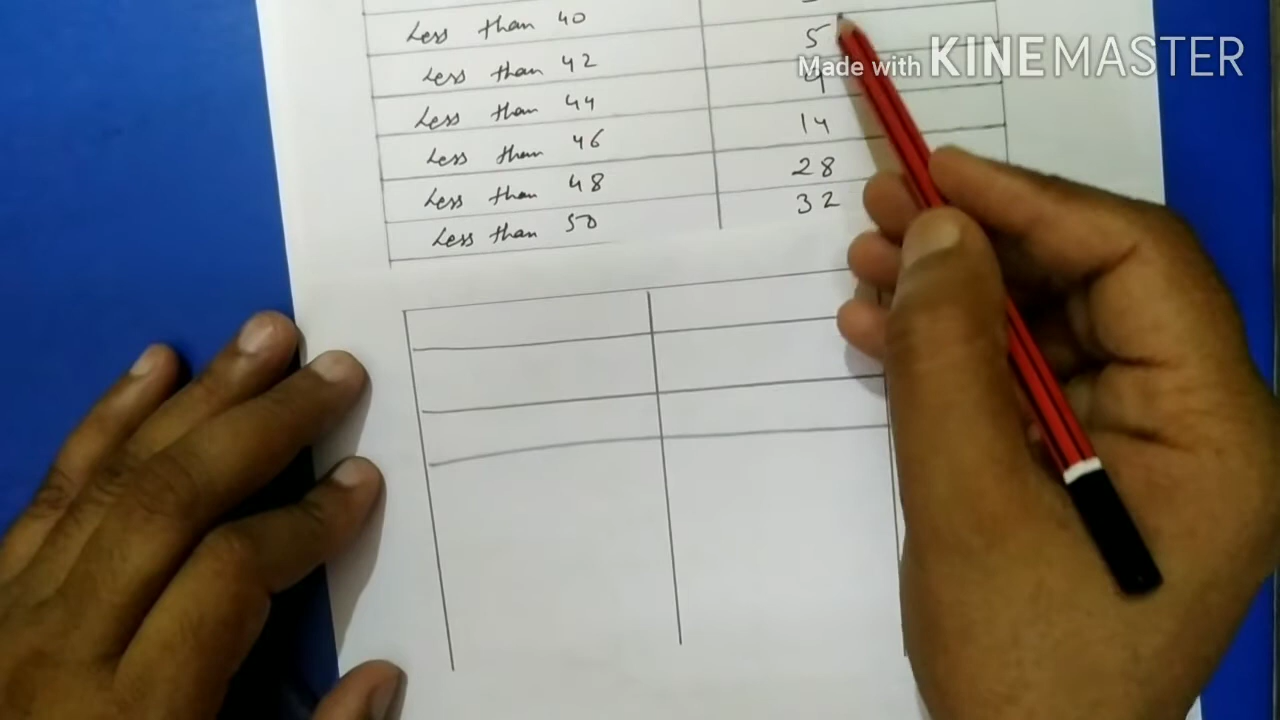 Less than 40
Less than 42 5
Less than 44 9
Less than 46 14
Less than 48 28
Less than 50 32
Made with KINEMASTER